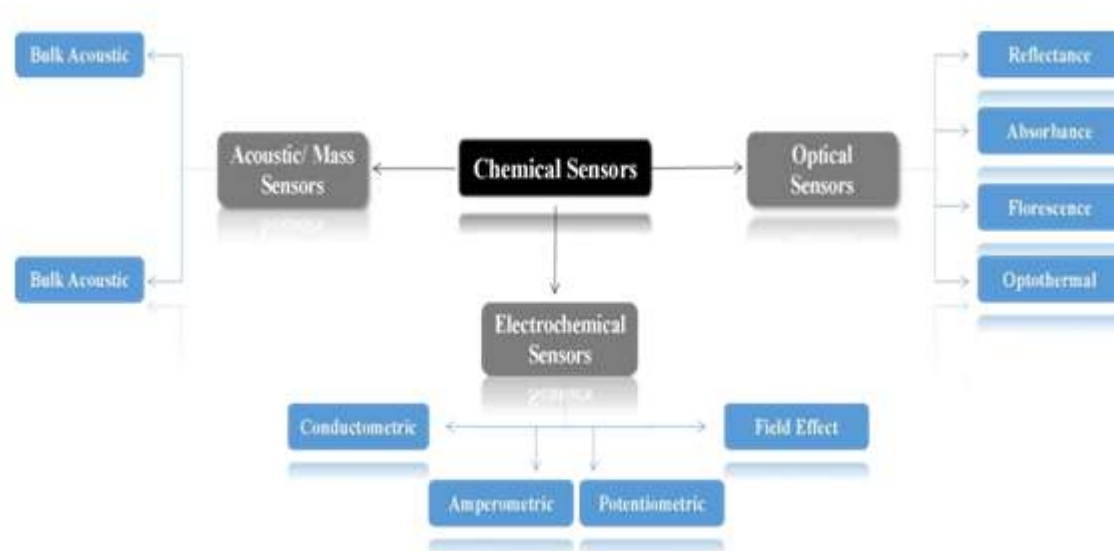 Bulk Acoustic
Reflectance
Acoustic/ Mass
Sensors
Chemical Sensors
Optical
Sensors
Absorbance
Florescence
Bulk Acoustic
Optothermal
Electrochemical
Sensors
Conductometric
Field Effect
Amperometric
Potentiometric